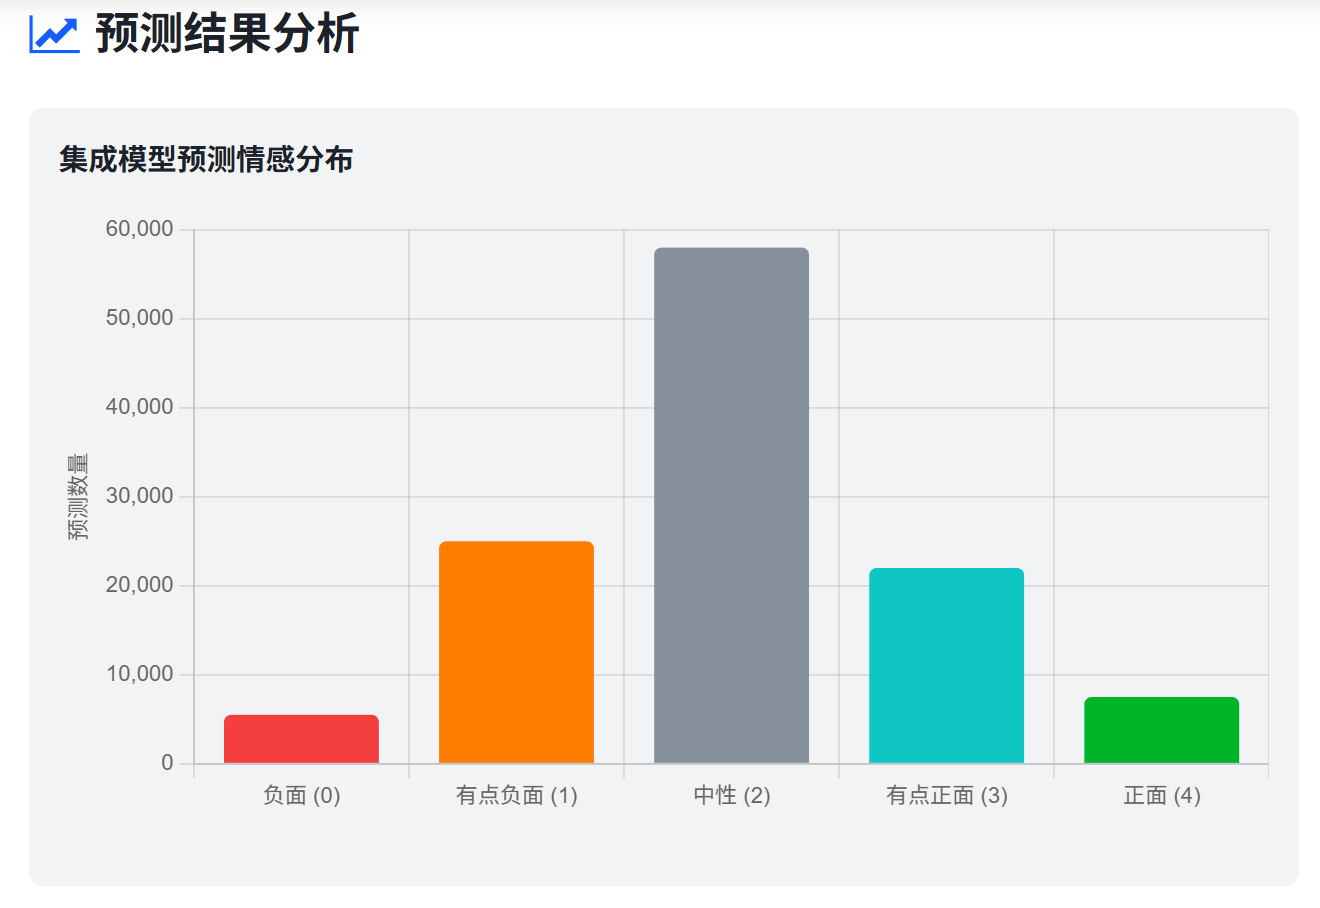 预测结果分析
集成模型预测情感分布
预测数量
60,000
50,000
40,000
30,000
20,000
10,000
0
负面 (0)
有点负面 (1)
中性 (2)
有点正面 (3)
正面 (4)